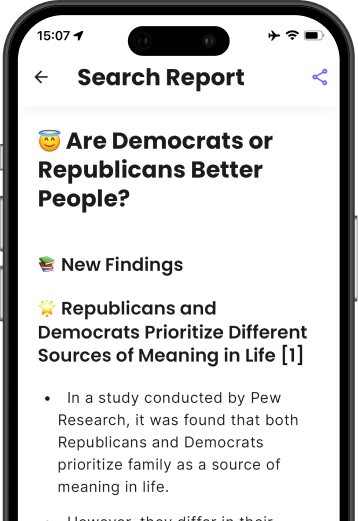 15:07
Search Report
😇 Are Democrats or
Republicans Better
People?
📚 New Findings
🌟 Republicans and
Democrats Prioritize Different
Sources of Meaning in Life [1]
• In a study conducted by Pew
Research, it was found that both
Republicans and Democrats
prioritize family as a source of
meaning in life.
• However, they differ in their